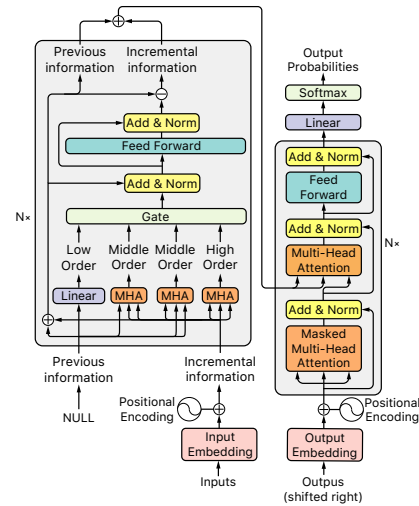 Previous
information
Incremental
information
Add & Norm
Feed Forward
Add & Norm
N×
Gate
Low
Order
Middle
Order
Middle
Order
High
Order
Linear
MHA
MHA
MHA
Previous
information
Incremental
information
NULL
Positional
Encoding
Input
Embedding
Inputs
Output
Probabilities
Softmax
Linear
Add & Norm
Feed
Forward
Add & Norm
N×
Multi-Head
Attention
Add & Norm
Masked
Multi-Head
Attention
Positional
Encoding
Output
Embedding
Outpus
(shifted right)